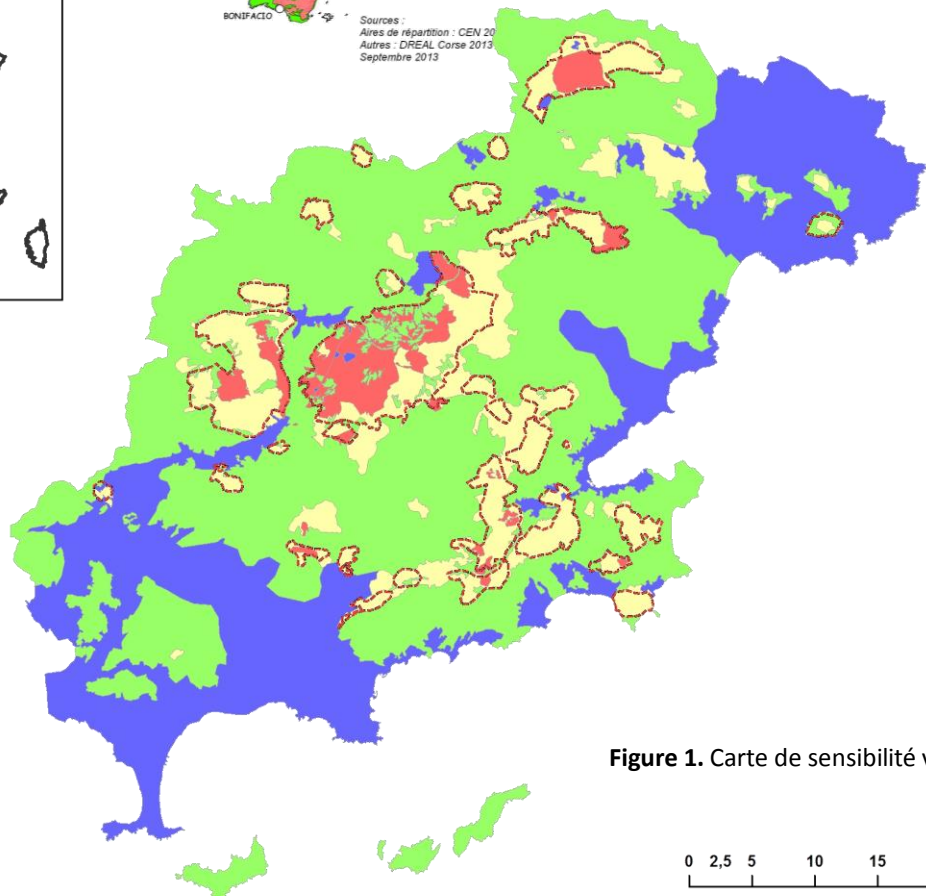 BONIFACIO
Sources :
Aires de répartition : CEN 20
Autres : DREAL Corse 2013
Septembre 2013
Figure 1. Carte de sensibilité v
0 2,5 5 10 15